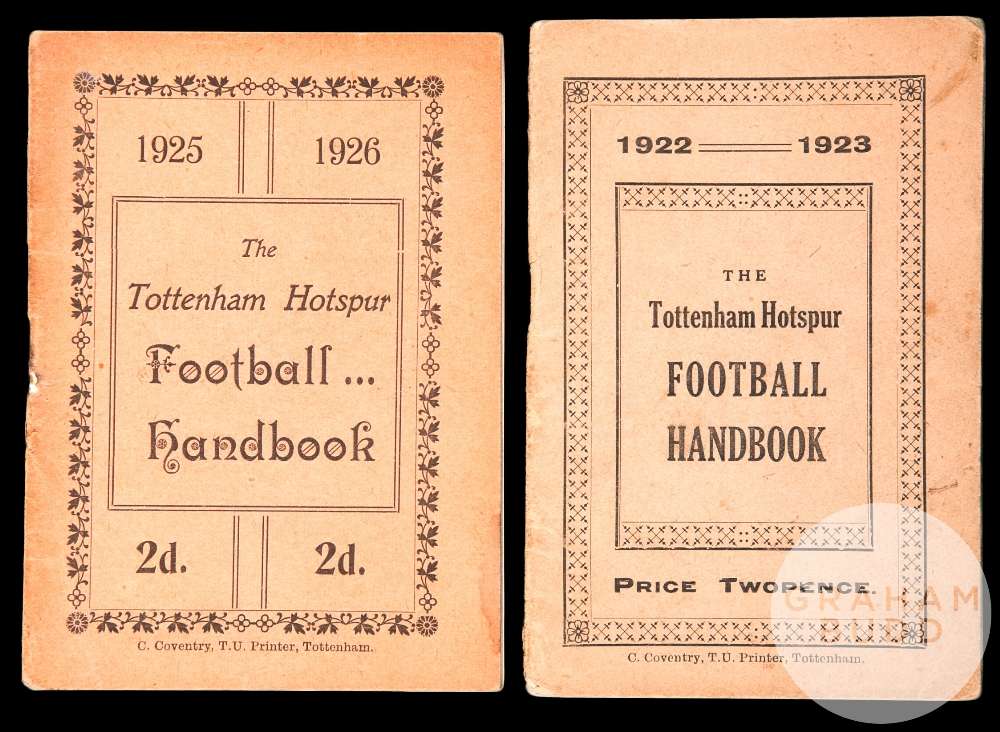 1925 1926
The
Tottenham Hotspur
Football ...
Handbook
2d. 2d.
C. Coventry, T.U. Printer, Tottenham.
1922 1923
THE
Tottenham Hotspur
FOOTBALL
HANDBOOK
PRICE TWOPENCE.
C. Coventry, T.U. Printer, Tottenham.
GRAHAM
BUDD